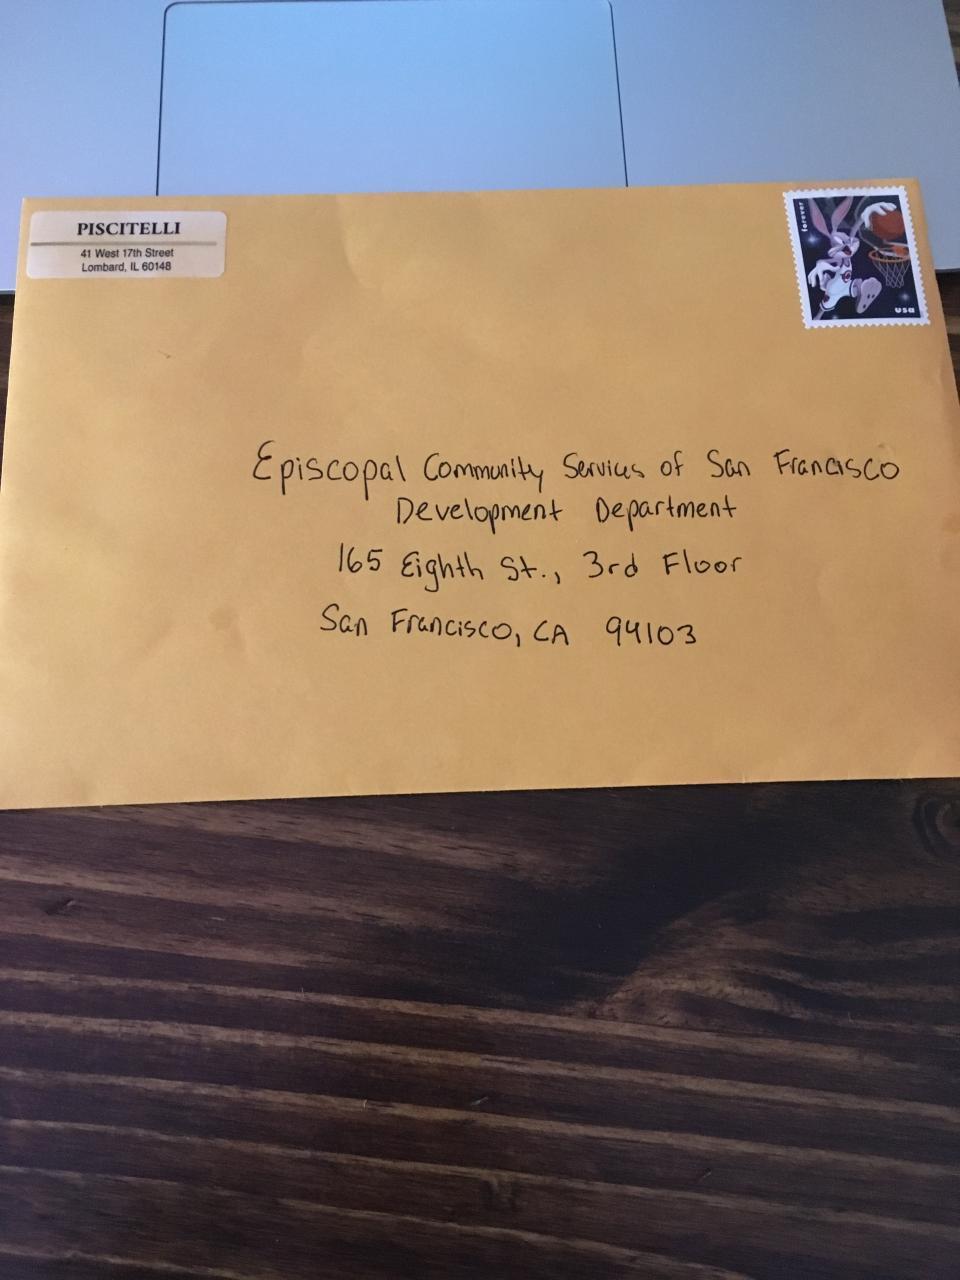 PISCITELLI
41 West 17th Street
Lombard, IL 60148
forever
usa
Episcopal Community Services of San Francisco
Development Department
165 Eighth St., 3rd Floor
San Francisco, CA 94103